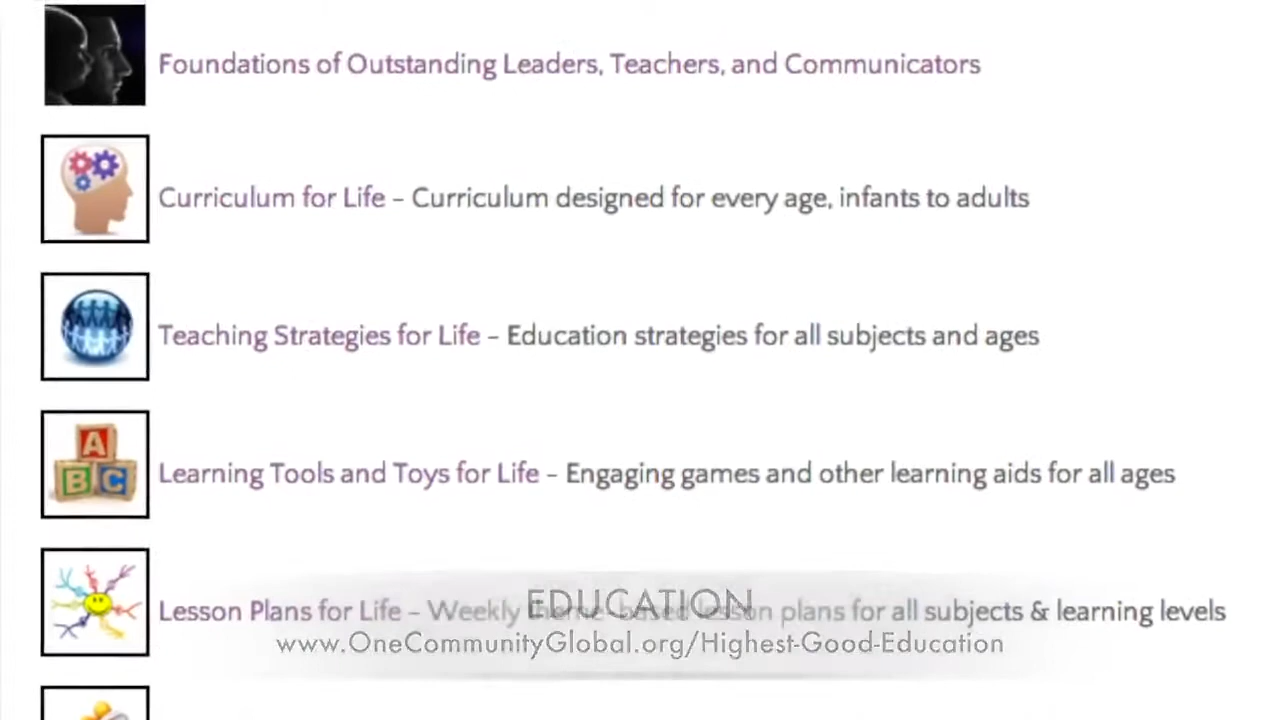 Foundations of Outstanding Leaders, Teachers, and Communicators
Curriculum for Life – Curriculum designed for every age, infants to adults
Teaching Strategies for Life – Education strategies for all subjects and ages
A
B C
Learning Tools and Toys for Life – Engaging games and other learning aids for all ages
Lesson Plans for Life – Weekly theme-based lesson plans for all subjects & learning levels
EDUCATION
www.OneCommunityGlobal.org/Highest-Good-Education